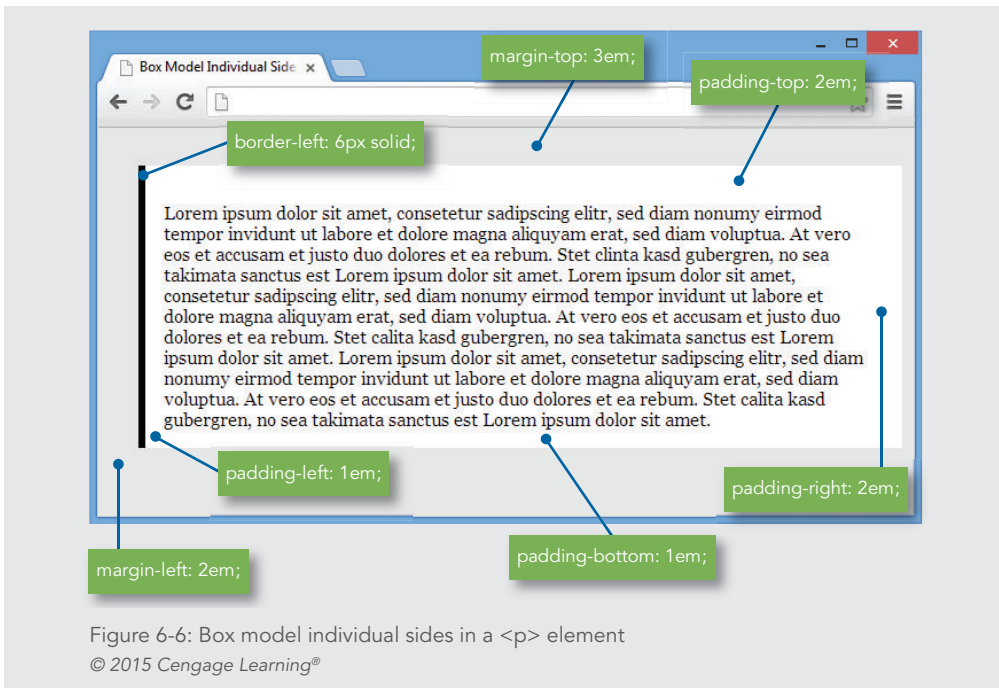 Box Model Individual Side
margin-top: 3em;
padding-top: 2em;
border-left: 6px solid;
Lorem ipsum dolor sit amet, consetetur sadipscing elitr, sed diam nonumy eirmod
tempor invidunt ut labore et dolore magna aliquyam erat, sed diam voluptua. At vero
eos et accusam et justo duo dolores et ea rebum. Stet clinta kasd gubergren, no sea
takimata sanctus est Lorem ipsum dolor sit amet. Lorem ipsum dolor sit amet,
consetetur sadipscing elitr, sed diam nonumy eirmod tempor invidunt ut labore et
dolore magna aliquyam erat, sed diam voluptua. At vero eos et accusam et justo duo
dolores et ea rebum. Stet calita kasd gubergren, no sea takimata sanctus est Lorem
ipsum dolor sit amet. Lorem ipsum dolor sit amet, consetetur sadipscing elitr, sed diam
nonumy eirmod tempor invidunt ut labore et dolore magna aliquyam erat, sed diam
voluptua. At vero eos et accusam et justo duo dolores et ea rebum. Stet calita kasd
gubergren, no sea takimata sanctus est Lorem ipsum dolor sit amet.
padding-left: 1em;
padding-right: 2em;
padding-bottom: 1em;
margin-left: 2em;
Figure 6-6: Box model individual sides in a <p> element
© 2015 Cengage Learning®